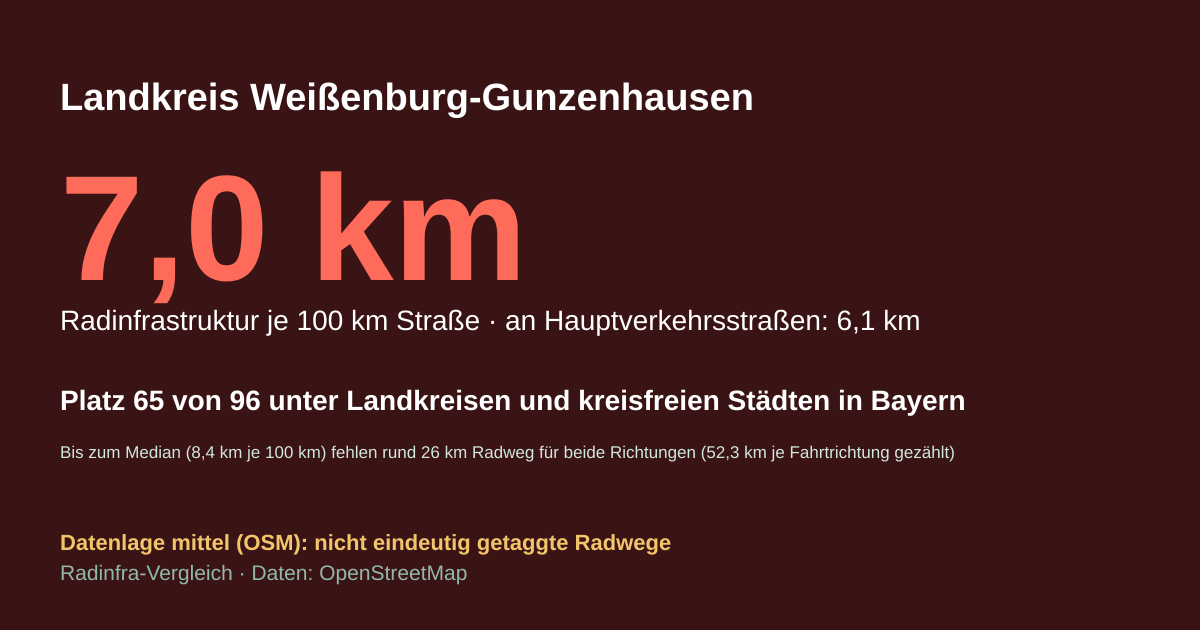 Landkreis Weißenburg-Gunzenhausen
7,0 km
Radinfrastruktur je 100 km Straße · an Hauptverkehrsstraßen: 6,1 km
Platz 65 von 96 unter Landkreisen und kreisfreien Städten in Bayern
Bis zum Median (8,4 km je 100 km) fehlen rund 26 km Radweg für beide Richtungen (52,3 km je Fahrtrichtung gezählt)
Datenlage mittel (OSM): nicht eindeutig getaggte Radwege
Radinfra-Vergleich · Daten: OpenStreetMap